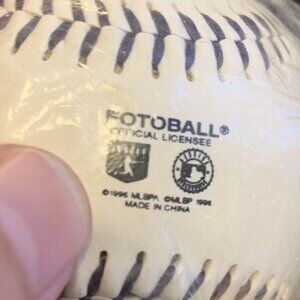 FOTOBALL®
OFFICIAL LICENSEE
©1996 MLBPA ©MLBP 1996
MADE IN CHINA